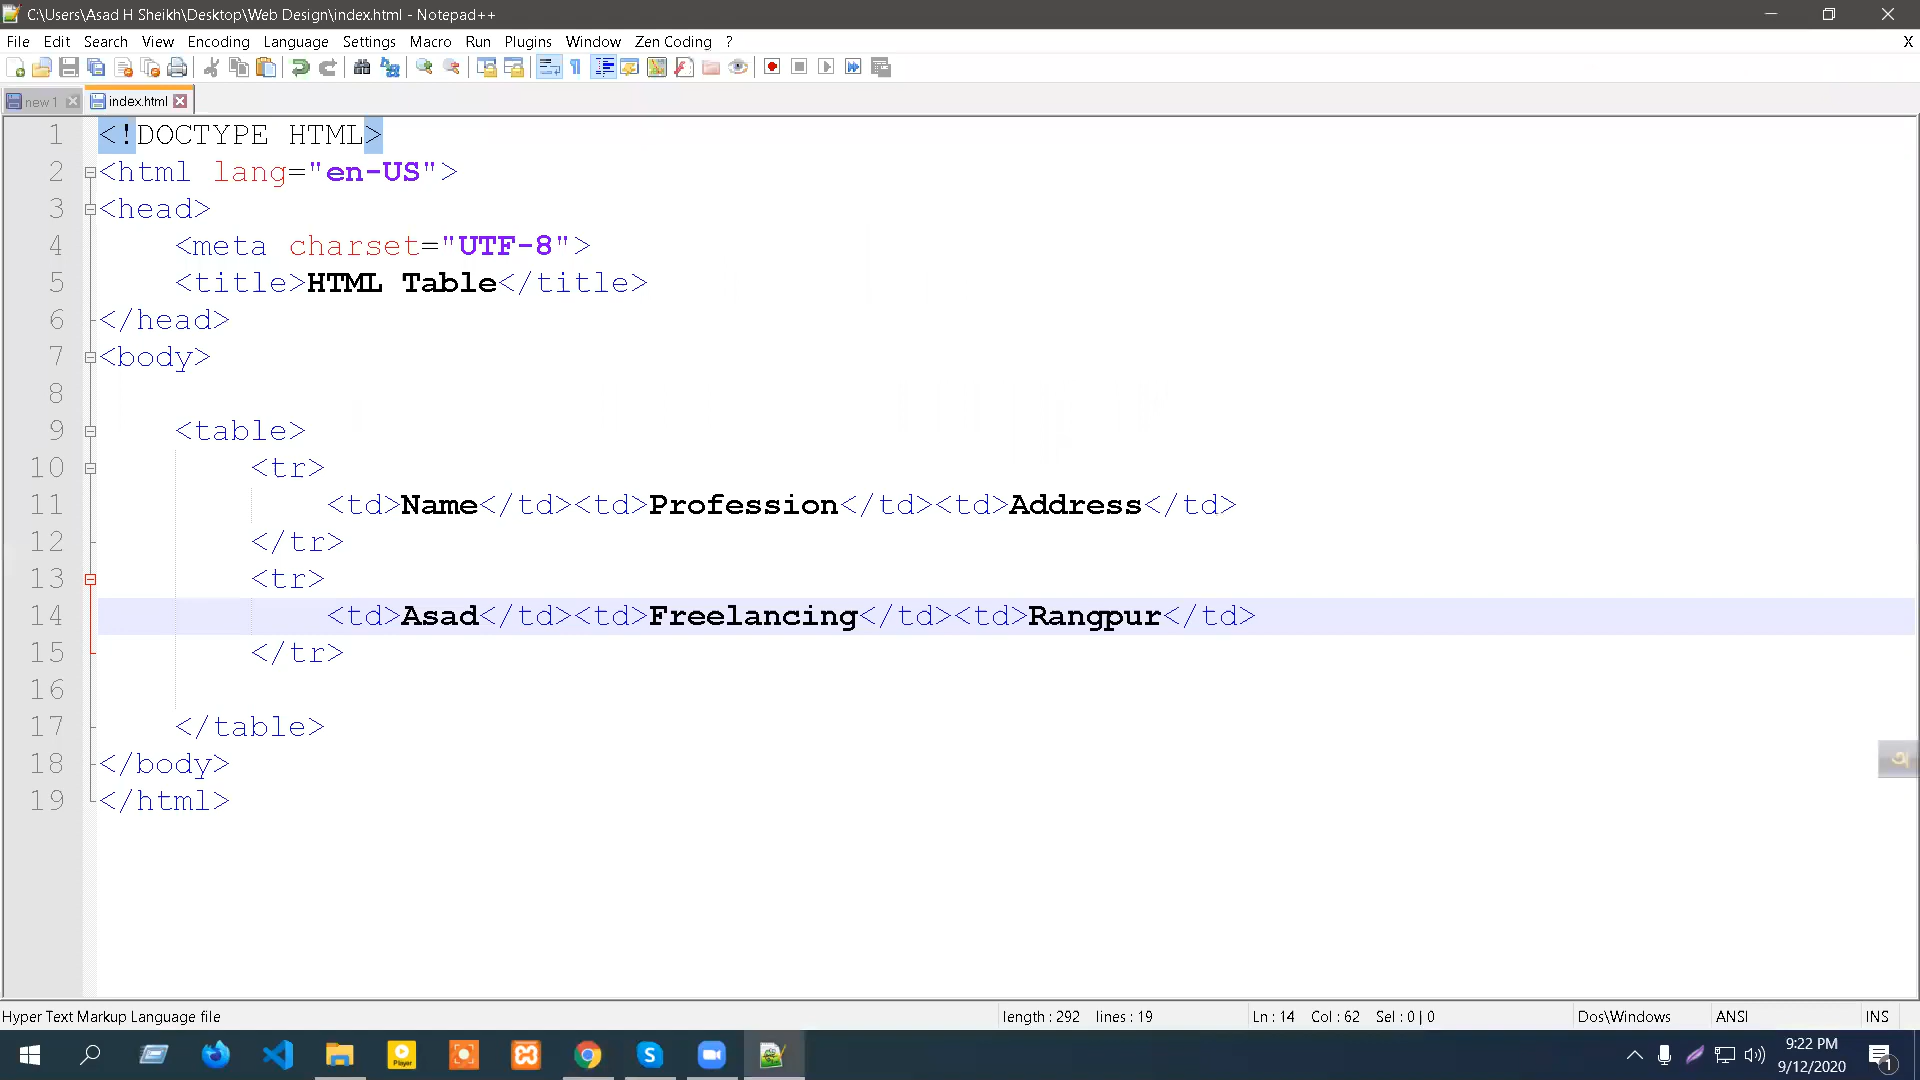 C:\Users\Asad H Sheikh\Desktop\Web Design\index.html - Notepad++
File Edit Search View Encoding Language Settings Macro Run Plugins Window Zen Coding ? X
new 1 index.html
1 <!DOCTYPE HTML>
2 <html lang="en-US">
3 <head>
4 <meta charset="UTF-8">
5 <title>HTML Table</title>
6 </head>
7 <body>
8
9 <table>
10 <tr>
11 <td>Name</td><td>Profession</td><td>Address</td>
12 </tr>
13 <tr>
14 <td>Asad</td><td>Freelancing</td><td>Rangpur</td>
15 </tr>
16
17 </table>
অ
18 </body>
19 </html>
Hyper Text Markup Language file length : 292 lines : 19 Ln : 14 Col : 62 Sel : 0 | 0 Dos\Windows ANSI INS
Player
9:22 PM
9/12/2020
1